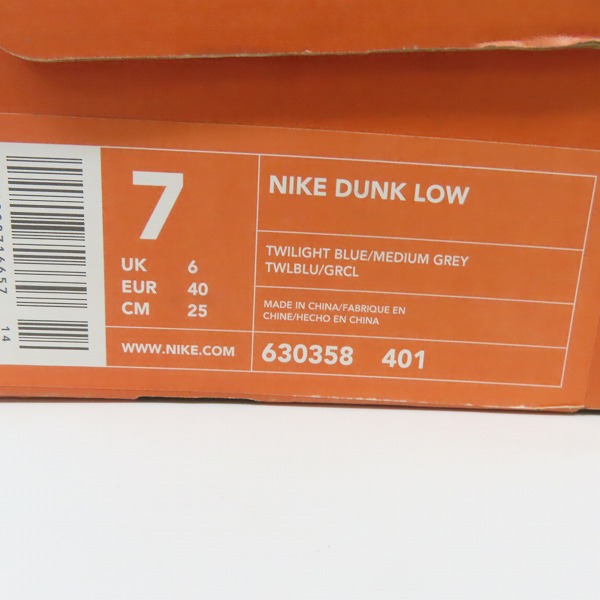 7
UK 6
EUR 40
CM 25
WWW.NIKE.COM
NIKE DUNK LOW
TWILIGHT BLUE/MEDIUM GREY
TWLBLU/GRCL
MADE IN CHINA/FABRIQUE EN
CHINE/HECHO EN CHINA
630358 401
14